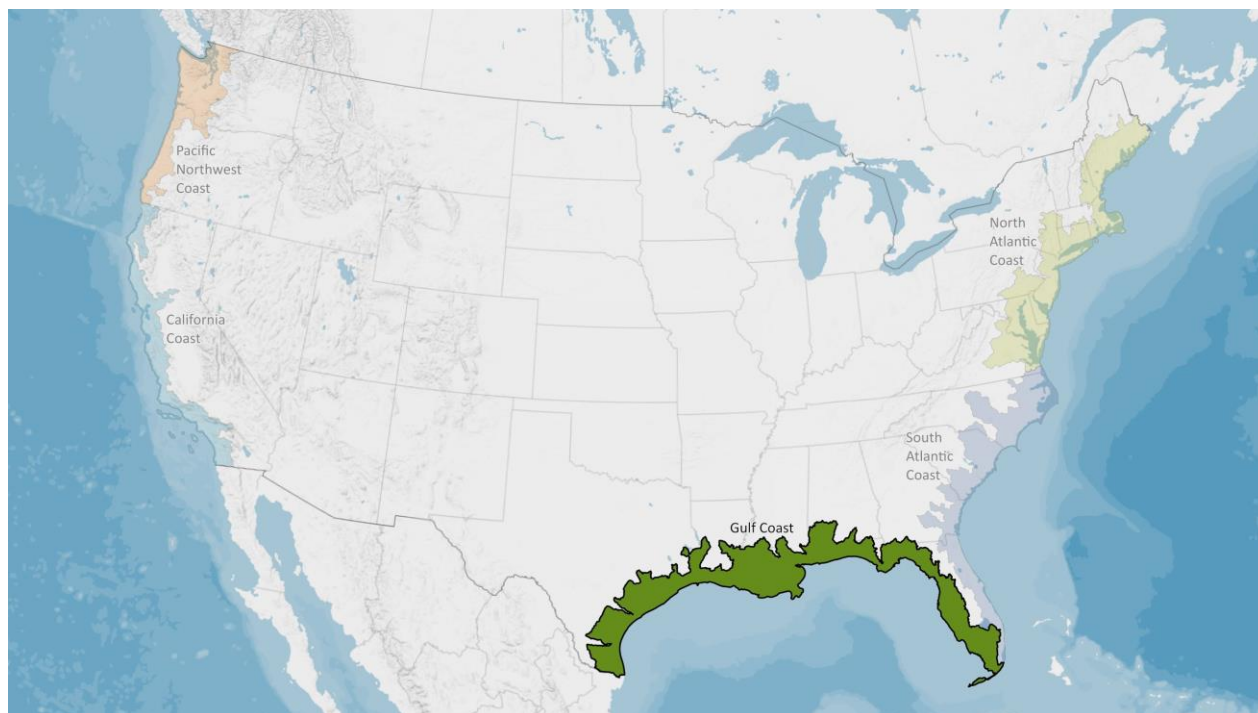 Pacific
Northwest
Coast
North
Atlantic
Coast
California
Coast
South
Atlantic
Coast
Gulf Coast